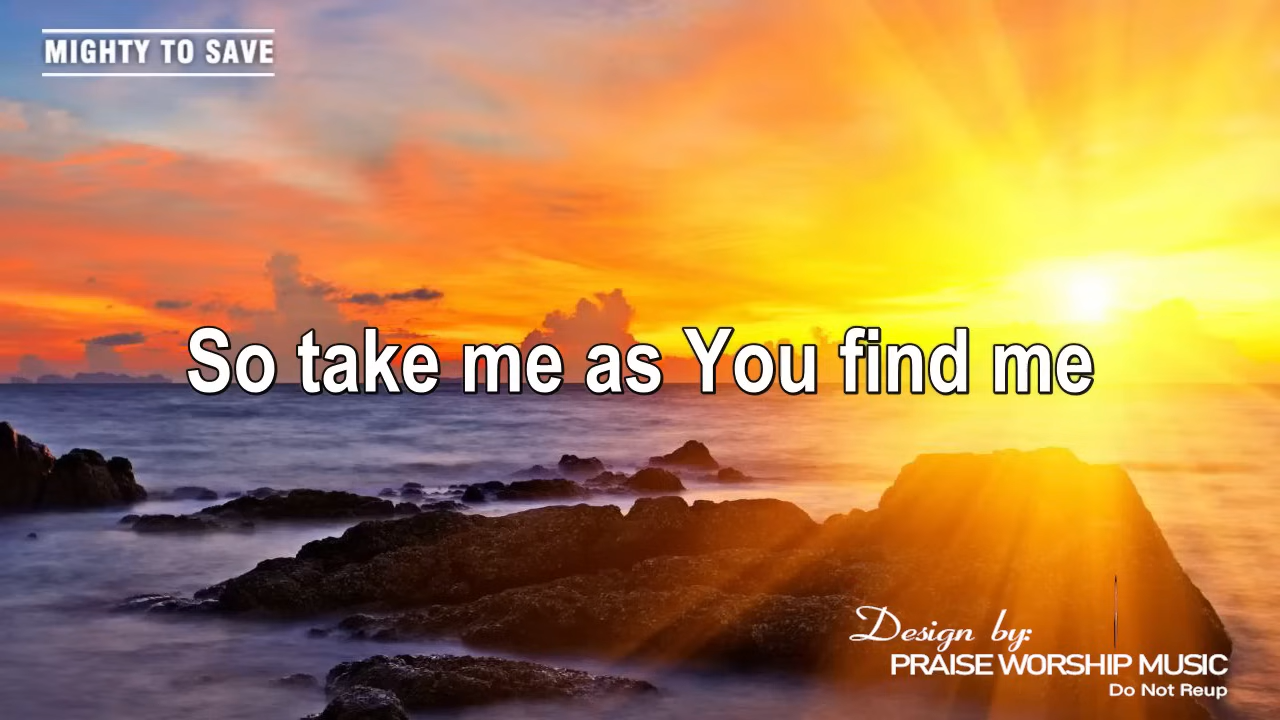 MIGHTY TO SAVE
So take me as You find me
Design by:
PRAISE WORSHIP MUSIC
Do Not Reup